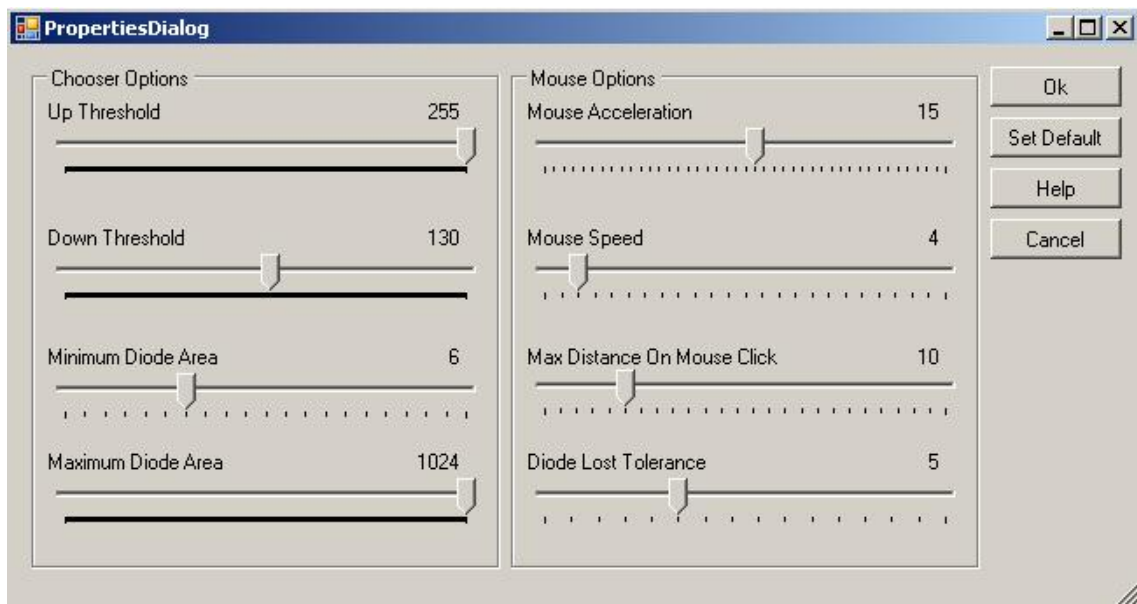 PropertiesDialog
Chooser Options
Up Threshold 255
Down Threshold 130
Minimum Diode Area 6
Maximum Diode Area 1024
Mouse Options
Mouse Acceleration 15
Mouse Speed 4
Max Distance On Mouse Click 10
Diode Lost Tolerance 5
Ok
Set Default
Help
Cancel